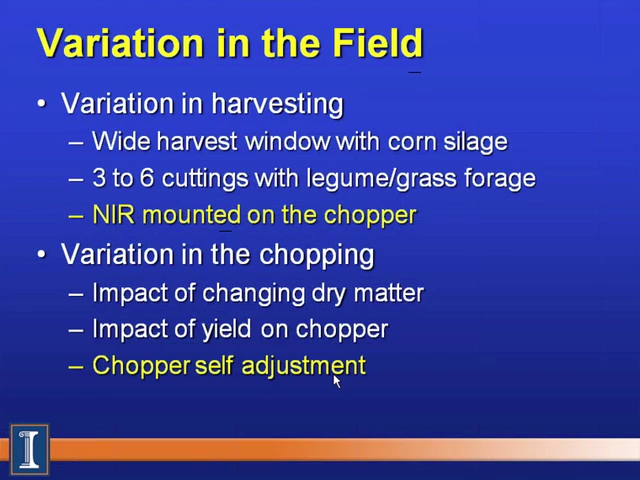 Variation in the Field
• Variation in harvesting
– Wide harvest window with corn silage
– 3 to 6 cuttings with legume/grass forage
– NIR mounted on the chopper
• Variation in the chopping
– Impact of changing dry matter
– Impact of yield on chopper
– Chopper self adjustment
I